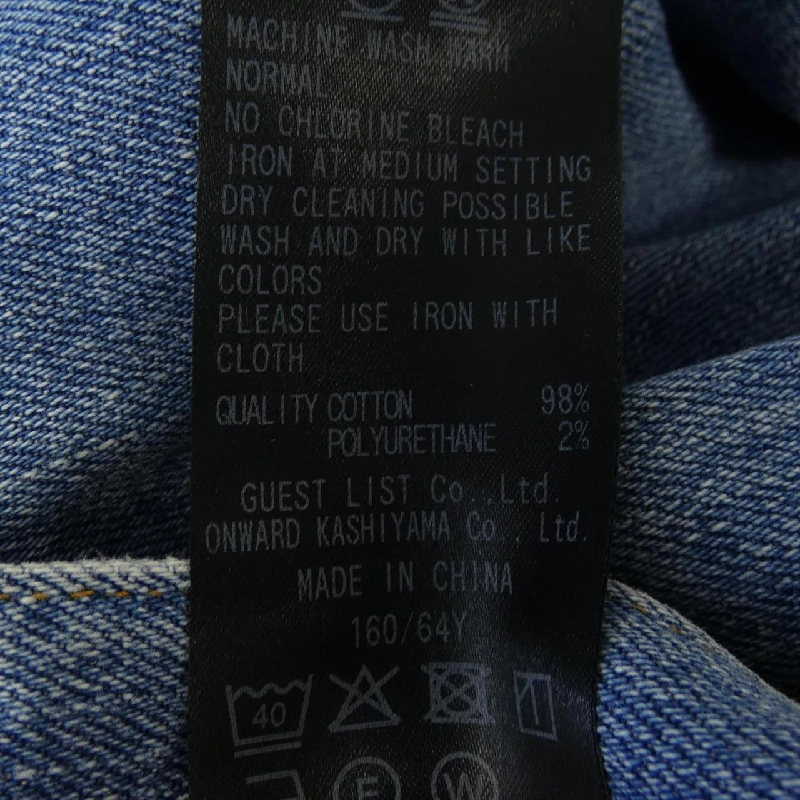 MACHINE WASH WARM
NORMAL
NO CHLORINE BLEACH
IRON AT MEDIUM SETTING
DRY CLEANING POSSIBLE
WASH AND DRY WITH LIKE
COLORS
PLEASE USE IRON WITH
CLOTH
QUALITY COTTON 98%
POLYURETHANE 2%
GUEST LIST Co.,Ltd.
ONWARD KASHIYAMA Co., Ltd.
MADE IN CHINA
160/64Y
40
F W